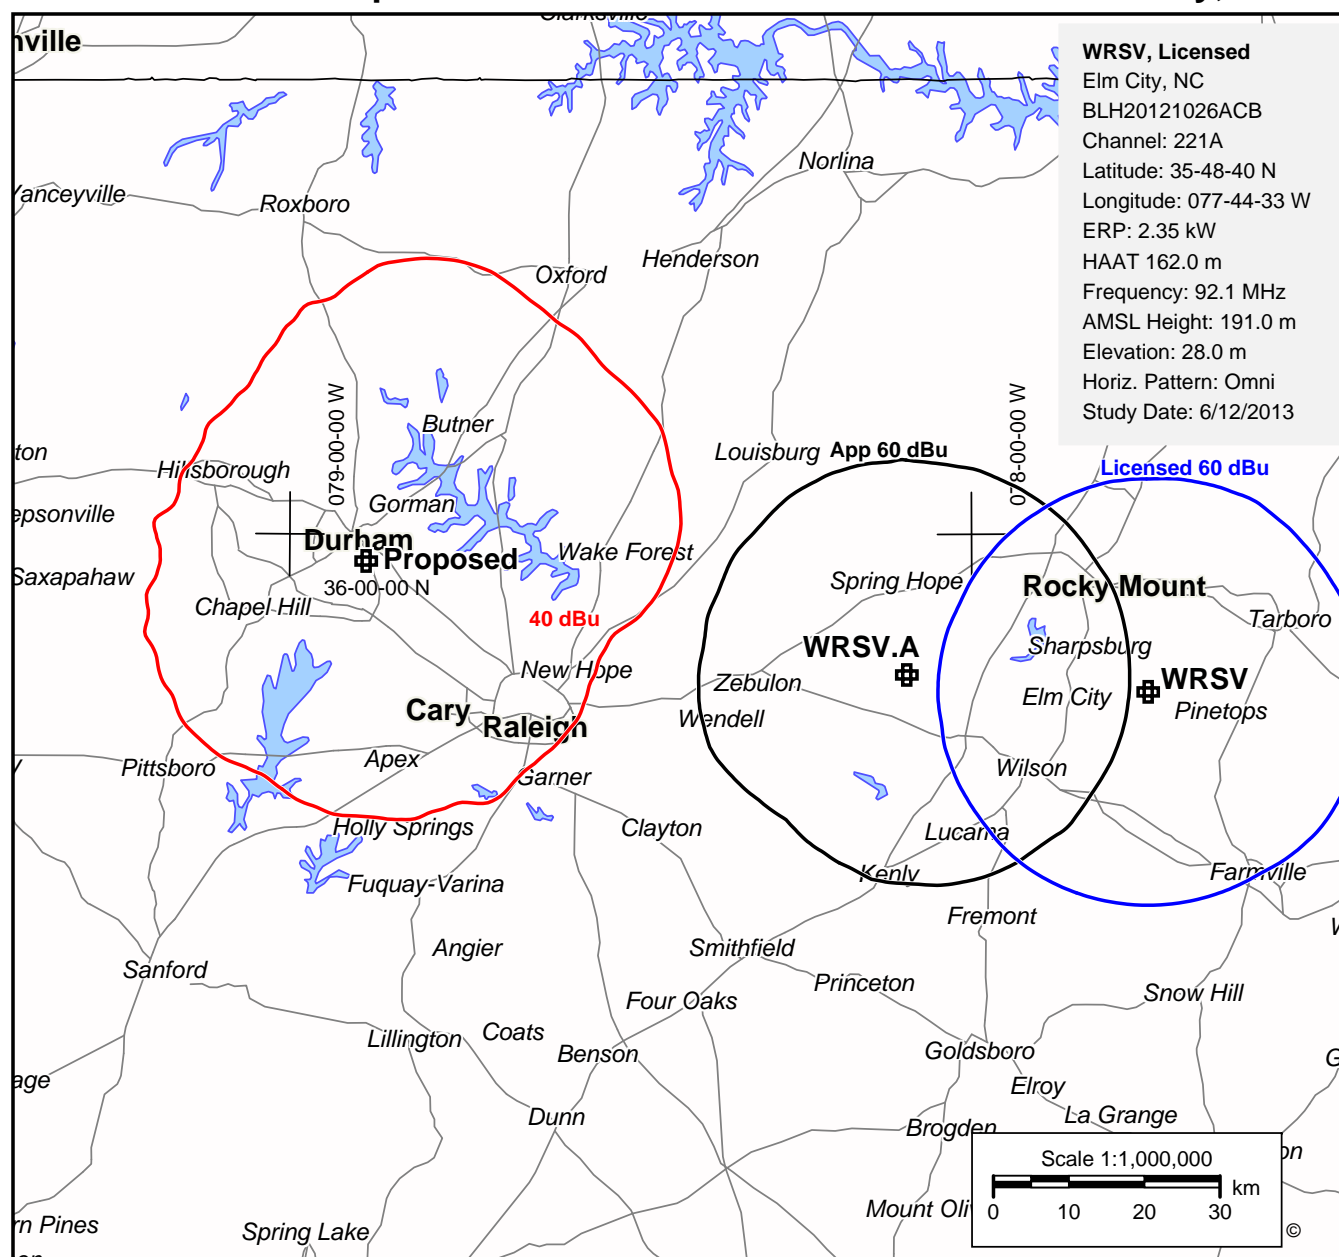 WRSV, Licensed
Elm City, NC
BLH20121026ACB
Channel: 221A
Latitude: 35-48-40 N
Longitude: 077-44-33 W
ERP: 2.35 kW
HAAT 162.0 m
Frequency: 92.1 MHz
AMSL Height: 191.0 m
Elevation: 28.0 m
Horiz. Pattern: Omni
Study Date: 6/12/2013
nville
Clarksville
Norlina
Yanceyville
Roxboro
Henderson
Oxford
079-00-00 W
078-00-00 W
Butner
Louisburg
App 60 dBu
Licensed 60 dBu
ton
Hillsborough
Gorman
epsonville
Durham
Proposed
Wake Forest
Saxapahaw
36-00-00 N
Spring Hope
Rocky Mount
Chapel Hill
40 dBu
Tarboro
WRSV.A
Sharpsburg
New Hope
Zebulon
WRSV
Elm City
Pinetops
Cary
Raleigh
Wendell
Apex
Pittsboro
Garner
Wilson
Holly Springs
Clayton
Lucama
Kenly
Farmville
Fuquay-Varina
Fremont
Angier
Smithfield
Sanford
Princeton
Snow Hill
Four Oaks
Lillington
Coats
Benson
Goldsboro
age
Elroy
La Grange
Dunn
Brogden
on
Scale 1:1,000,000
km
0 10 20 30
Mount Oli
rn Pines
Spring Lake
©